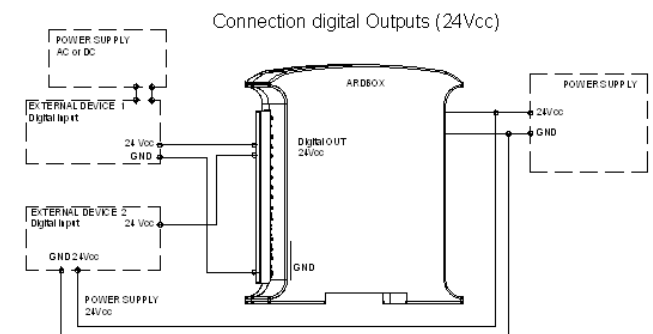 Connection digital Outputs (24Vcc)
POWER SUPPLY
AC or DC
EXTERNAL DEVICE
Digital Input
24 Vcc
GND
EXTERNAL DEVICE 2
Digital Input
24 Vcc
GND 24Vcc
POWER SUPPLY
24Vcc
ARDBOX
Digital OUT
24Vcc
GND
POWER SUPPLY
24Vcc
GND